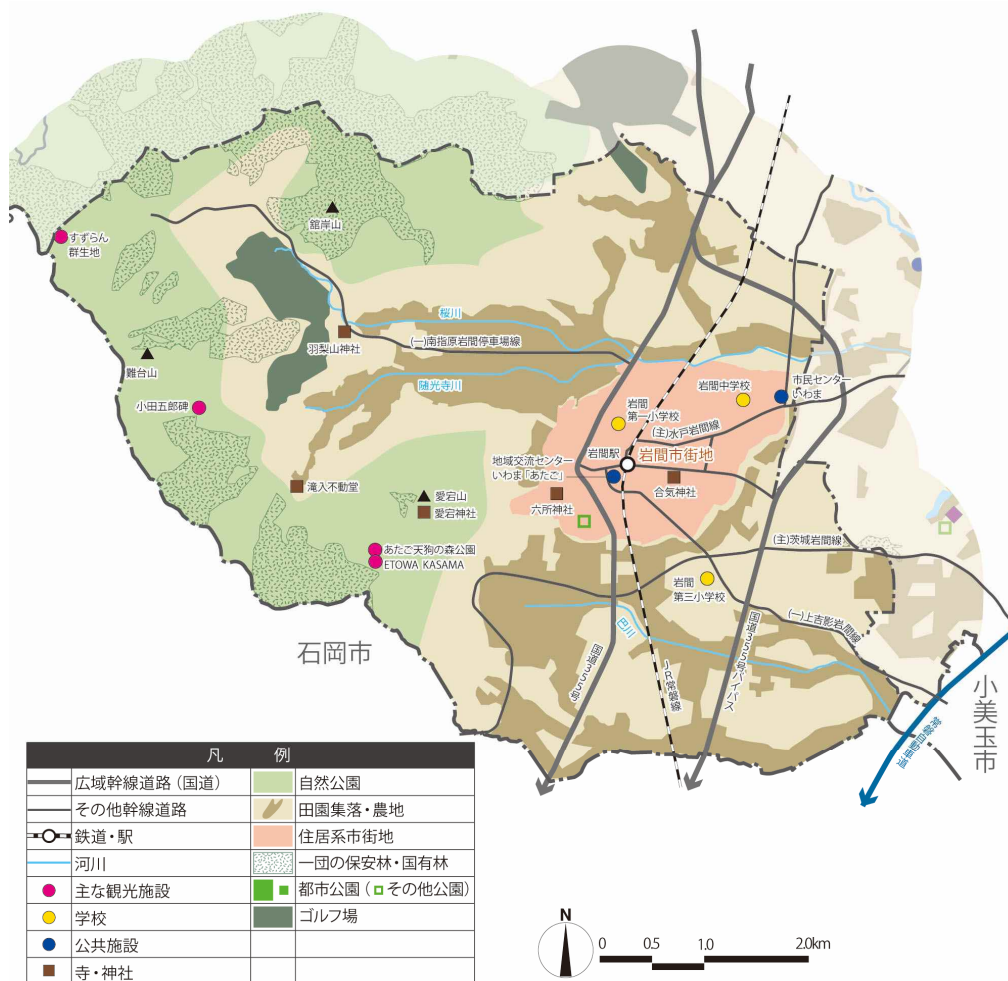 すずらん
群生地
舘岸山
桜川
羽梨山神社
(一)南指原岩間停車場線
難台山
随光寺川
小田五郎碑
岩間中学校
市民センター
いわま
岩間
第一小学校
(主)水戸岩間線
岩間駅
岩間市街地
地域交流センター
いわま「あたご」
滝入不動堂
愛宕山
愛宕神社
六所神社
合気神社
あたご天狗の森公園
ETOWA KASAMA
(主)茨城岩間線
岩間
第三小学校
(一)上吉影岩間線
巴川
国道355号
JR常磐線
国道355号バイパス
石岡市
小美玉市
常磐自動車道
凡 例
広域幹線道路(国道)
自然公園
その他幹線道路
田園集落・農地
鉄道・駅
住居系市街地
河川
一団の保安林・国有林
主な観光施設
都市公園(その他公園)
学校
ゴルフ場
公共施設
寺・神社
N
0 0.5 1.0 2.0km